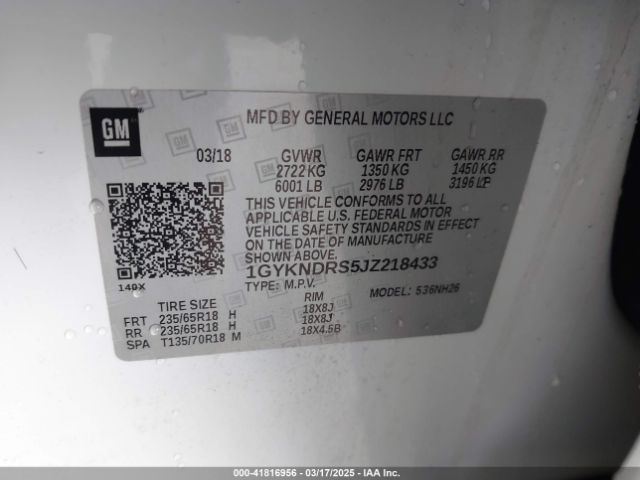 GM
MFD BY GENERAL MOTORS LLC
03/18 GVWR GAWR FRT GAWR RR
2722 KG 1350 KG 1450 KG
6001 LB 2976 LB 3196 LB
THIS VEHICLE CONFORMS TO ALL
APPLICABLE U.S. FEDERAL MOTOR
VEHICLE SAFETY STANDARDS IN EFFECT
ON THE DATE OF MANUFACTURE
SHOWN ABOVE.
1GYKNDRS5JZ218433
149X TYPE: M.P.V. MODEL: 536NH26
TIRE SIZE RIM
FRT 235/65R18 H 18X8J
RR 235/65R18 H 18X8J
SPA T135/70R18 M 18X4.5B
000-41816956 — 03/17/2025 — IAA Inc.